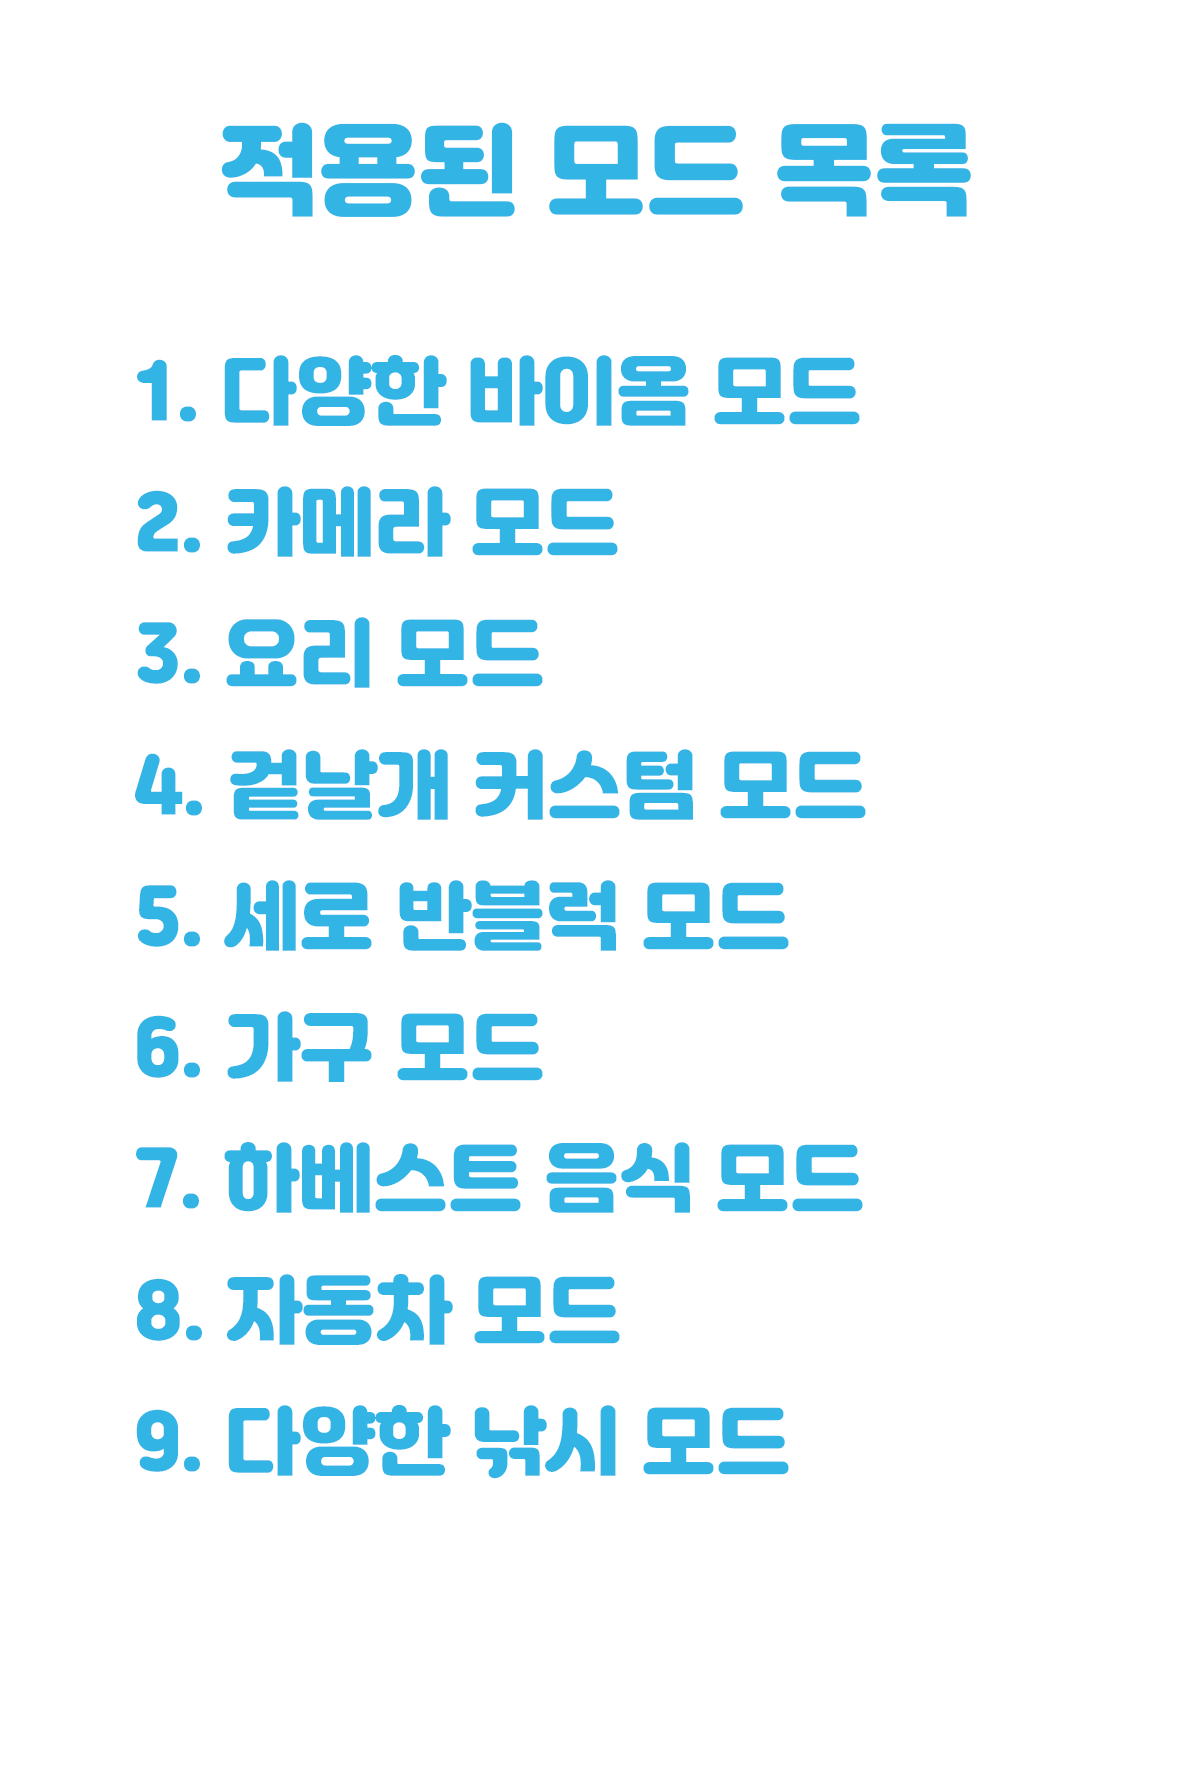 적용된 모드 목록
1. 다양한 바이옴 모드
2. 카메라 모드
3. 요리 모드
4. 겉날개 커스텀 모드
5. 세로 반블럭 모드
6. 가구 모드
7. 하베스트 음식 모드
8. 자동차 모드
9. 다양한 낚시 모드